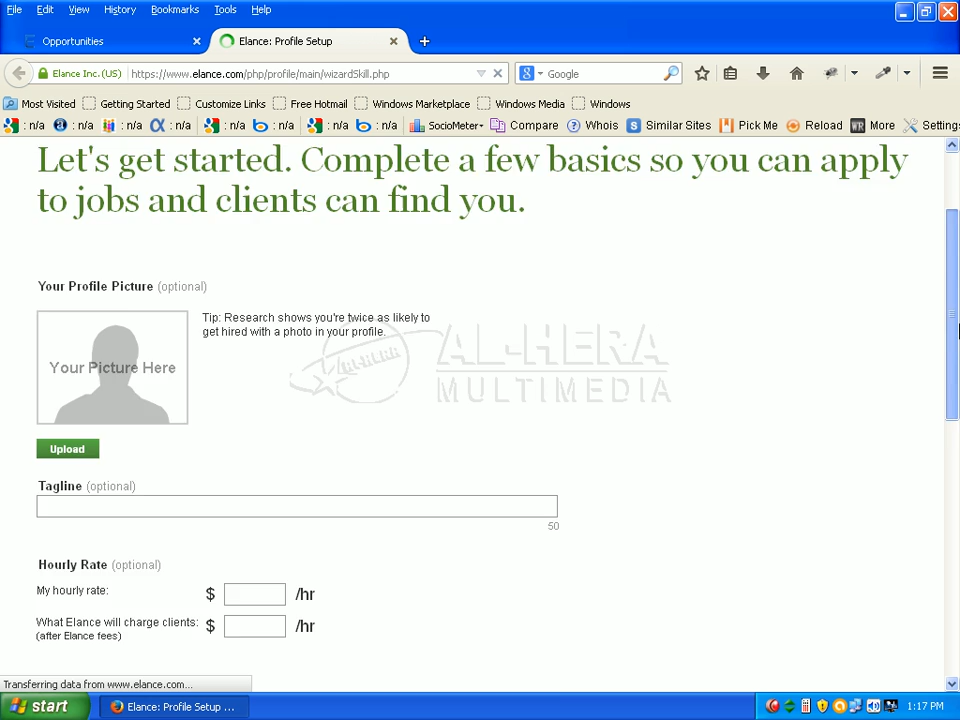 File Edit View History Bookmarks Tools Help
Opportunities
Elance: Profile Setup
Elance Inc. (US) https://www.elance.com/php/profile/main/wizardSkill.php
Google
Most Visited Getting Started Customize Links Free Hotmail Windows Marketplace Windows Media Windows
: n/a : n/a : n/a : n/a : n/a : n/a : n/a : n/a SocioMeter Compare Whois Similar Sites Pick Me Reload WR More Settings
Let's get started. Complete a few basics so you can apply
to jobs and clients can find you.
Your Profile Picture (optional)
Your Picture Here
Tip: Research shows you're twice as likely to
get hired with a photo in your profile.
AL-HERA
AL-HERA
MULTIMEDIA
Upload
Tagline (optional)
50
Hourly Rate (optional)
My hourly rate: $ /hr
What Elance will charge clients: $ /hr
(after Elance fees)
Transferring data from www.elance.com...
start
Elance: Profile Setup ...
1:17 PM